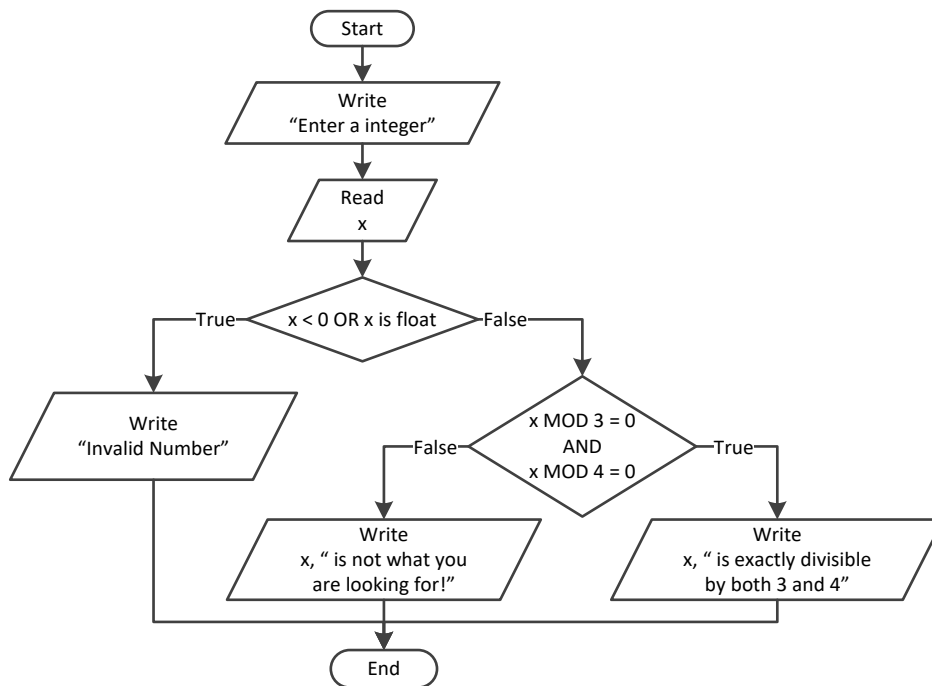 Start
Write
“Enter a integer”
Read
x
x < 0 OR x is float
True
False
Write
“Invalid Number”
x MOD 3 = 0
AND
x MOD 4 = 0
False
True
Write
x, “ is not what you
are looking for!”
Write
x, “ is exactly divisible
by both 3 and 4”
End